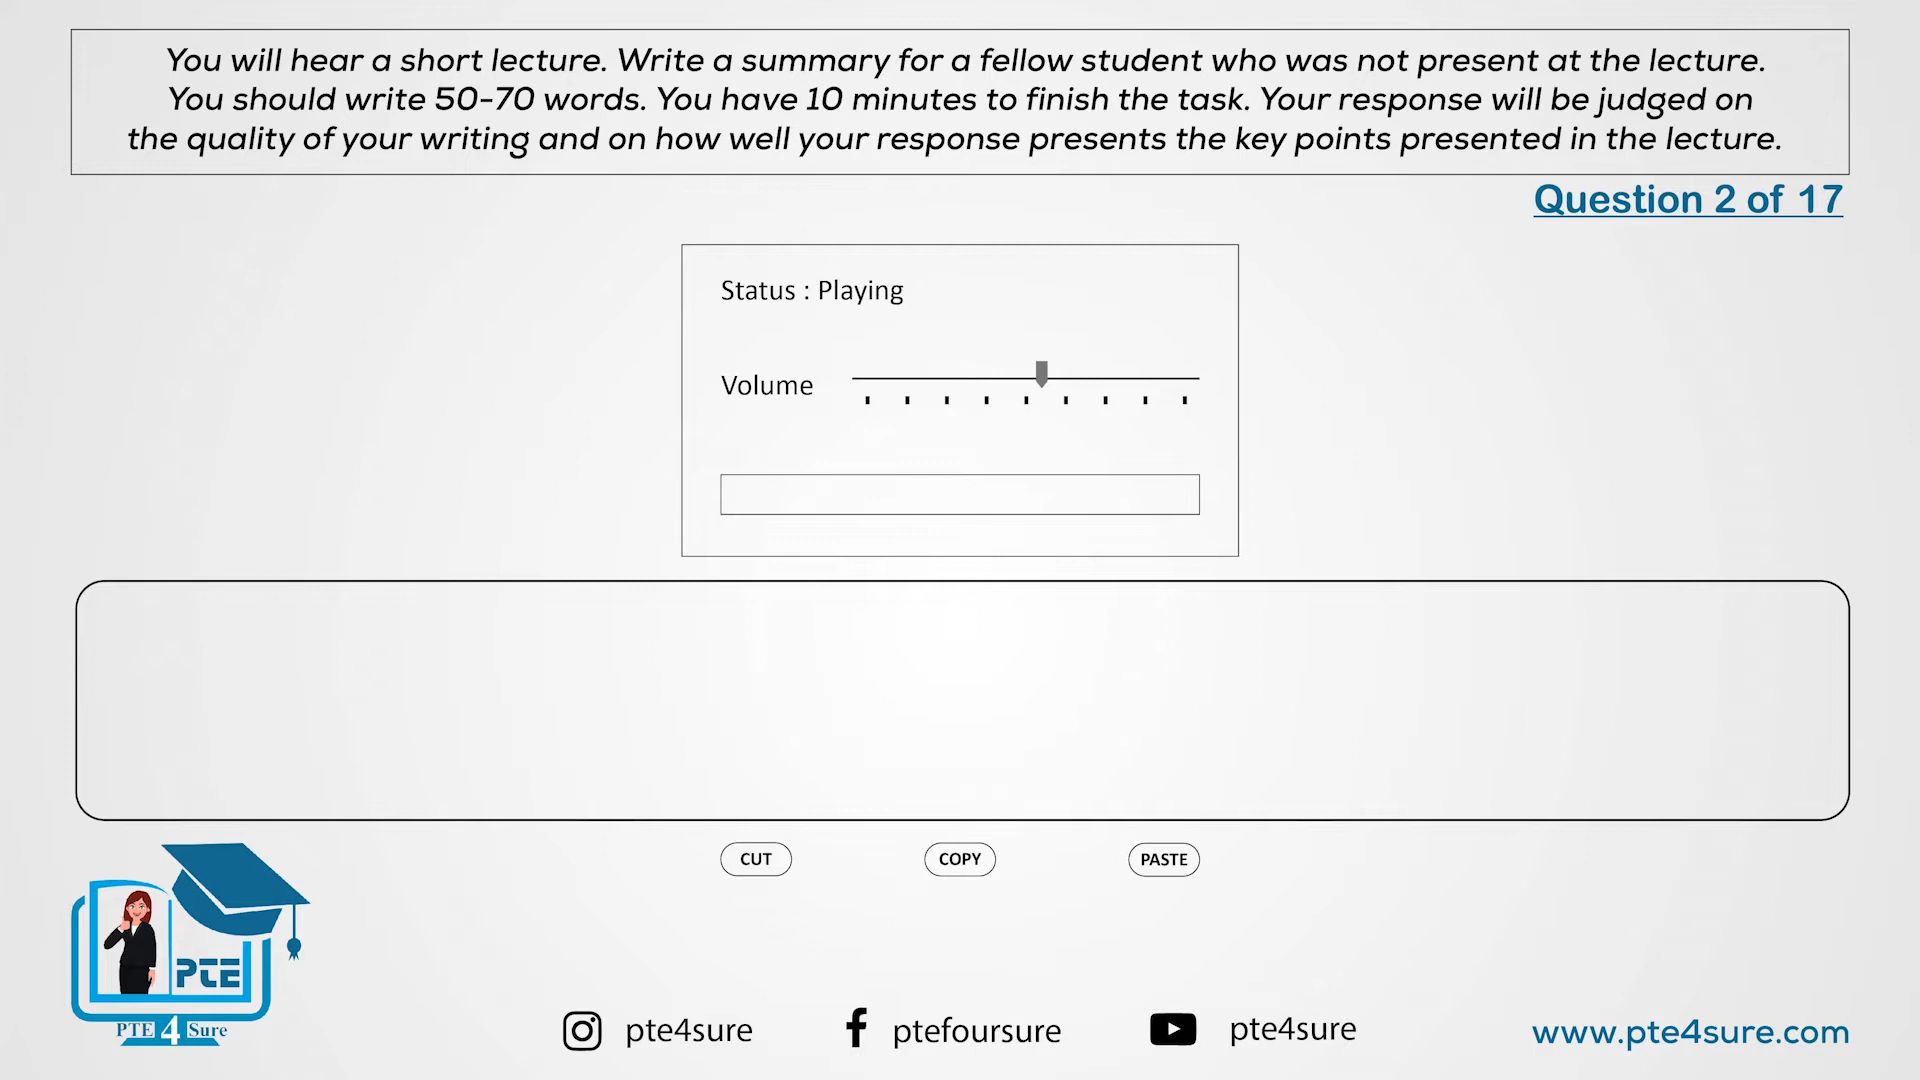 You will hear a short lecture. Write a summary for a fellow student who was not present at the lecture.
You should write 50-70 words. You have 10 minutes to finish the task. Your response will be judged on
the quality of your writing and on how well your response presents the key points presented in the lecture.
Question 2 of 17
Status : Playing
Volume
CUT COPY PASTE
PTE
PTE 4 Sure
pte4sure ptefoursure pte4sure www.pte4sure.com